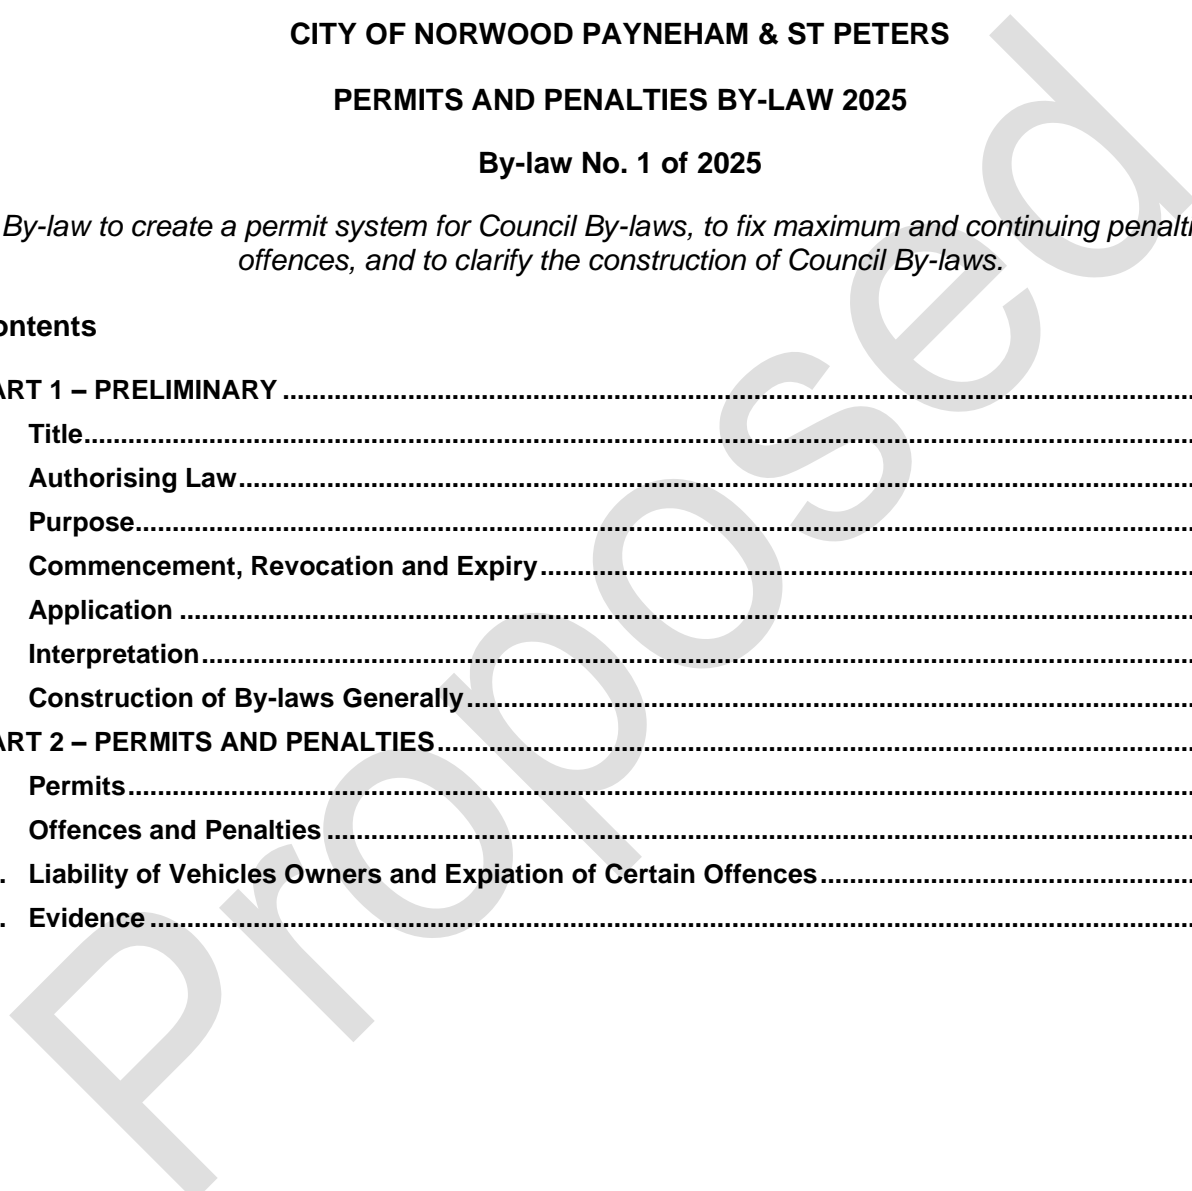 CITY OF NORWOOD PAYNEHAM & ST PETERS
PERMITS AND PENALTIES BY-LAW 2025
By-law No. 1 of 2025
By-law to create a permit system for Council By-laws, to fix maximum and continuing penalti
offences, and to clarify the construction of Council By-laws.
ontents
ART 1 – PRELIMINARY
Title
Authorising Law
Purpose
Commencement, Revocation and Expiry
Application
Interpretation
Construction of By-laws Generally
ART 2 – PERMITS AND PENALTIES
Permits
Offences and Penalties
. Liability of Vehicles Owners and Expiation of Certain Offences
. Evidence
Proposed